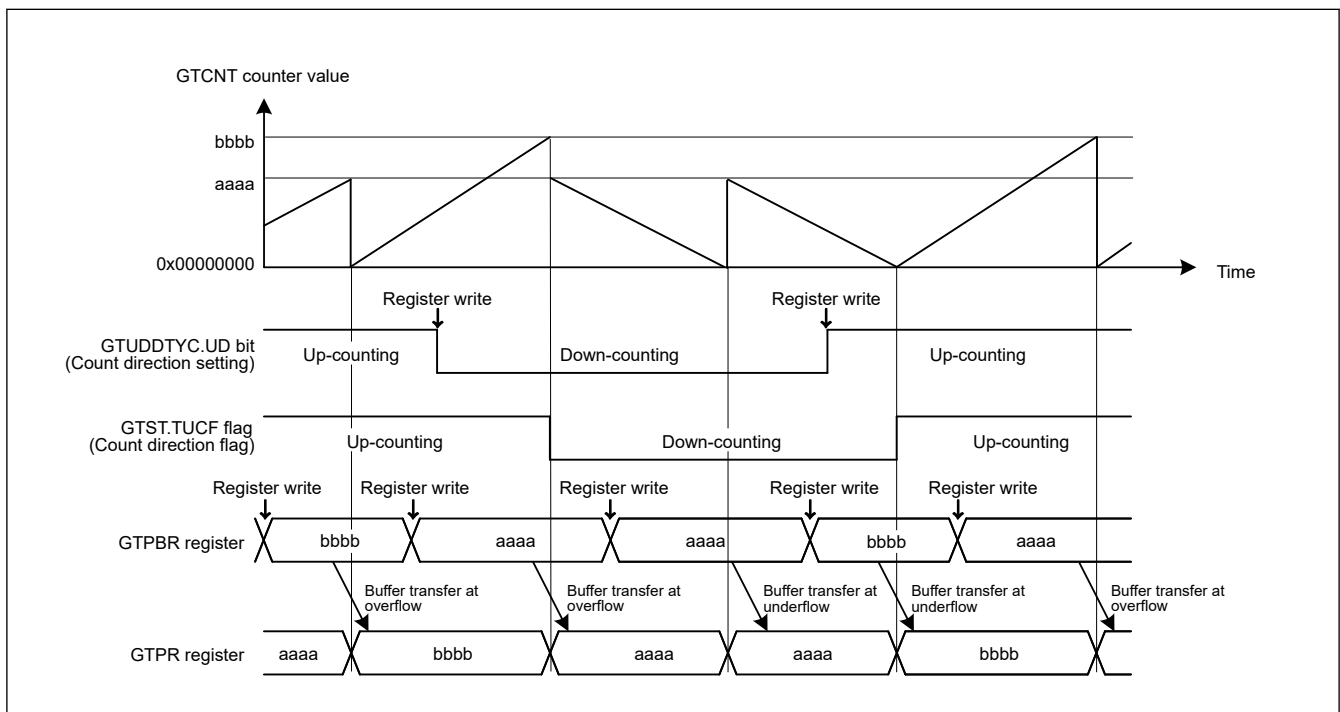 GTCNT counter value
bbbb
aaaa
0x00000000
Time
Register write
Register write
GTUDDTYC.UD bit
(Count direction setting)
Up-counting
Down-counting
Up-counting
GTST.TUCF flag
(Count direction flag)
Up-counting
Down-counting
Up-counting
Register write
Register write
Register write
Register write
Register write
GTPBR register
bbbb
aaaa
aaaa
bbbb
aaaa
Buffer transfer at
overflow
Buffer transfer at
overflow
Buffer transfer at
underflow
Buffer transfer at
underflow
Buffer transfer at
overflow
GTPR register
aaaa
bbbb
aaaa
aaaa
bbbb